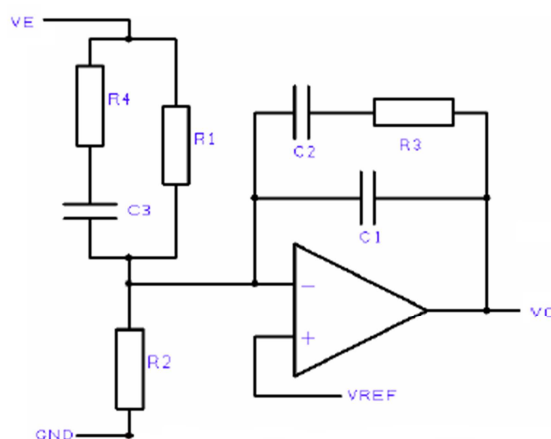 VE
R4
R1
C2
R3
C3
C1
−
VO
+
R2
VREF
GND